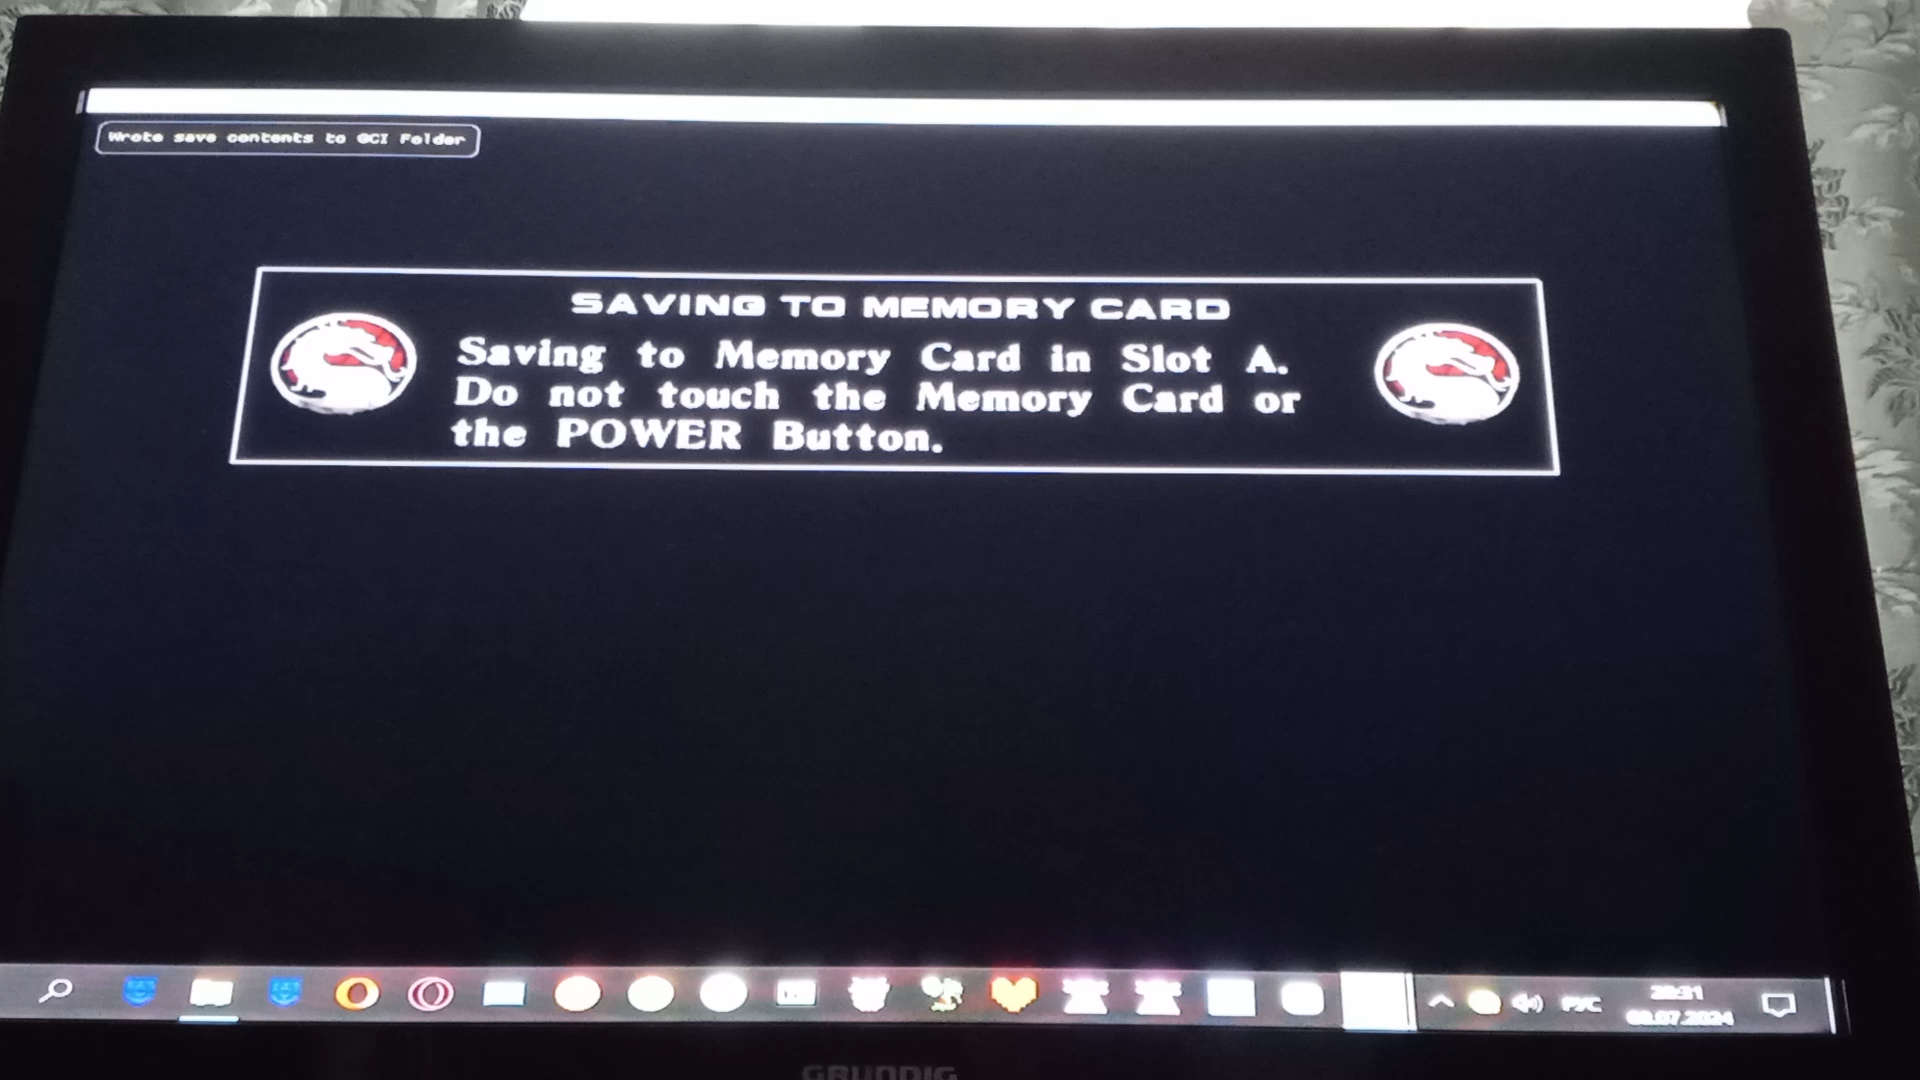 Wrote save contents to GCI Folder
SAVING TO MEMORY CARD
Saving to Memory Card in Slot A.
Do not touch the Memory Card or
the POWER Button.
РУС
GRUNDIG